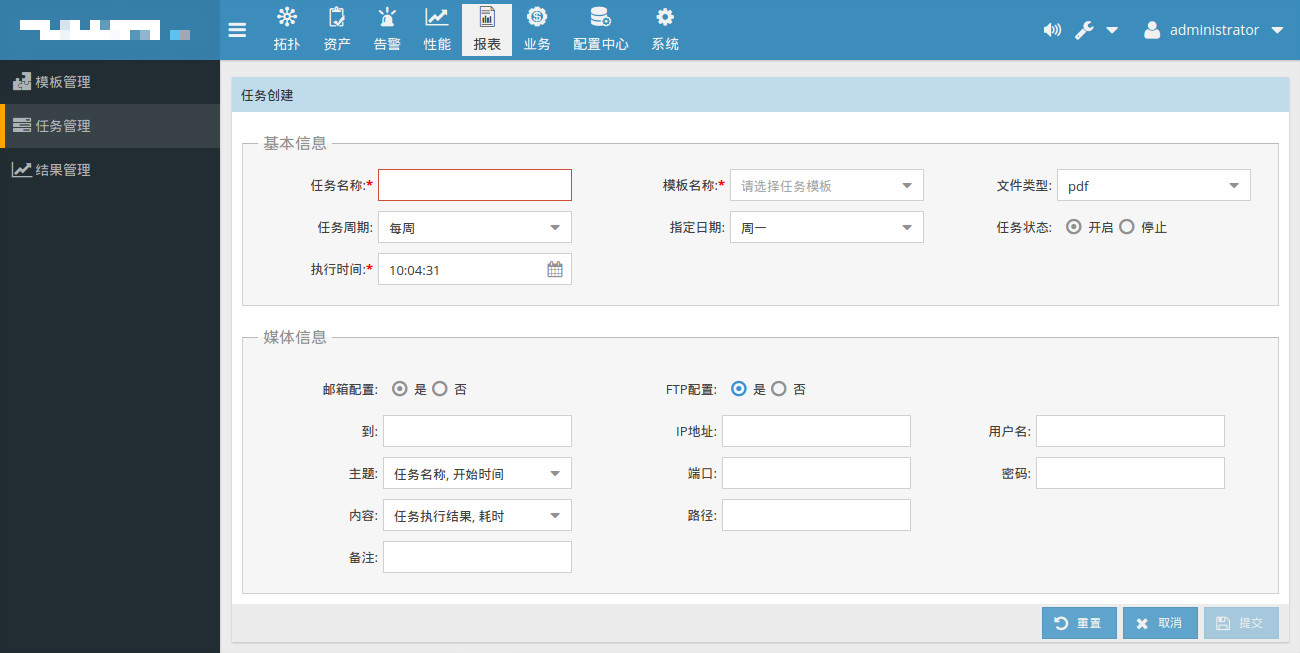 拓扑 资产 告警 性能 报表 业务 配置中心 系统 administrator
模板管理
任务管理
结果管理
任务创建
基本信息
任务名称:* 模板名称:* 请选择任务模板 文件类型: pdf
任务周期: 每周 指定日期: 周一 任务状态: 开启 停止
执行时间:* 10:04:31
媒体信息
邮箱配置: 是 否 FTP配置: 是 否
到: IP地址: 用户名:
主题: 任务名称, 开始时间 端口: 密码:
内容: 任务执行结果, 耗时 路径:
备注:
重置 取消 提交